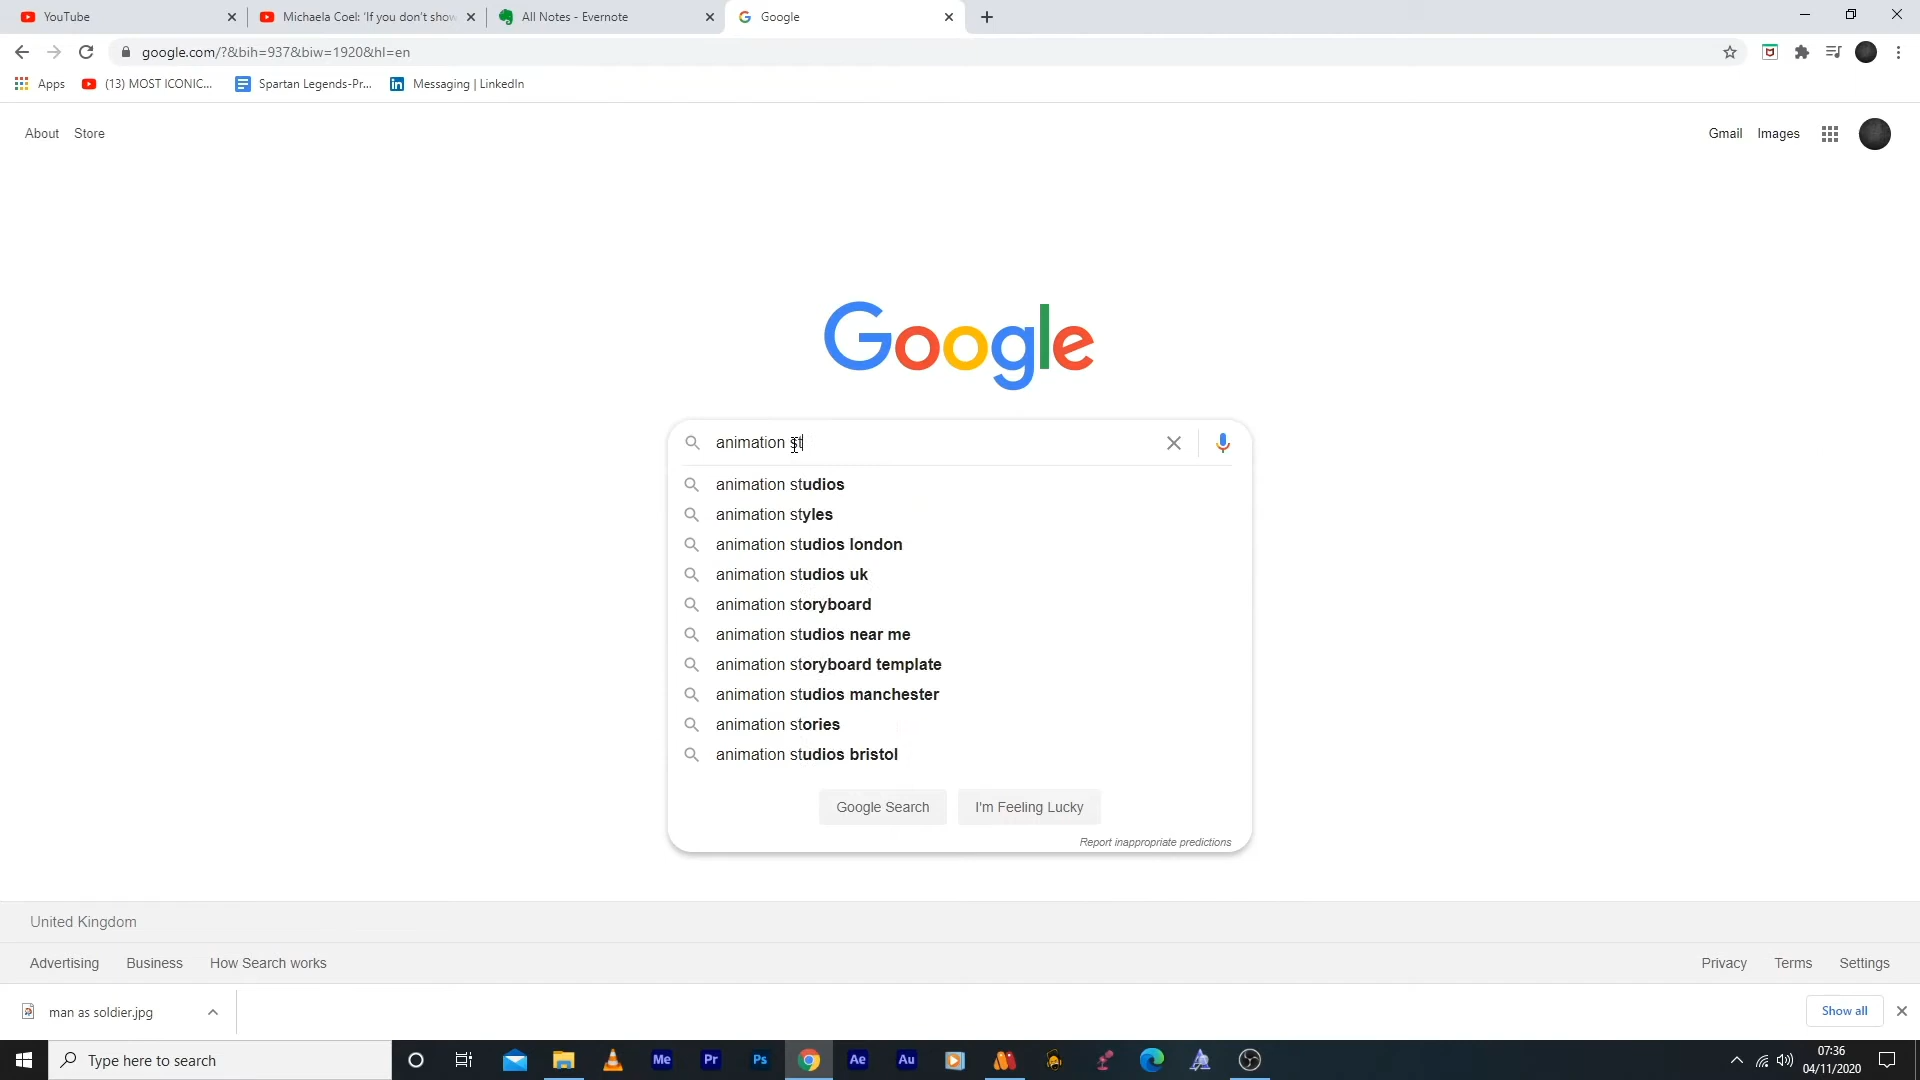 YouTube
Michaela Coel: 'If you don't show
All Notes - Evernote
Google
google.com/?&bih=937&biw=1920&hl=en
Apps
(13) MOST ICONIC...
Spartan Legends-Pr...
Messaging | LinkedIn
About
Store
Gmail
Images
Google
animation st
animation studios
animation styles
animation studios london
animation studios uk
animation storyboard
animation studios near me
animation storyboard template
animation studios manchester
animation stories
animation studios bristol
Google Search
I'm Feeling Lucky
Report inappropriate predictions
United Kingdom
Advertising
Business
How Search works
Privacy
Terms
Settings
man as soldier.jpg
Show all
Type here to search
Me
Pr
Ps
Ae
Au
07:36
04/11/2020